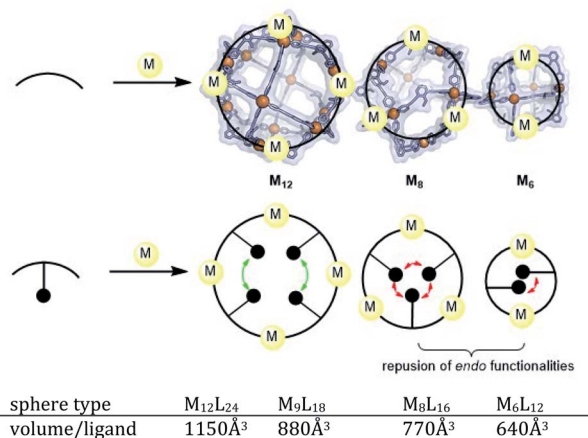 M
M
M
M
M
M
M
M
M
M
M
M₁₂
M₈
M₆
M
M
M
M
M
M
M
M
M
M
repusion of endo functionalities
sphere type M₁₂L₂₄ M₉L₁₈ M₈L₁₆ M₆L₁₂
volume/ligand 1150Å³ 880Å³ 770Å³ 640Å³